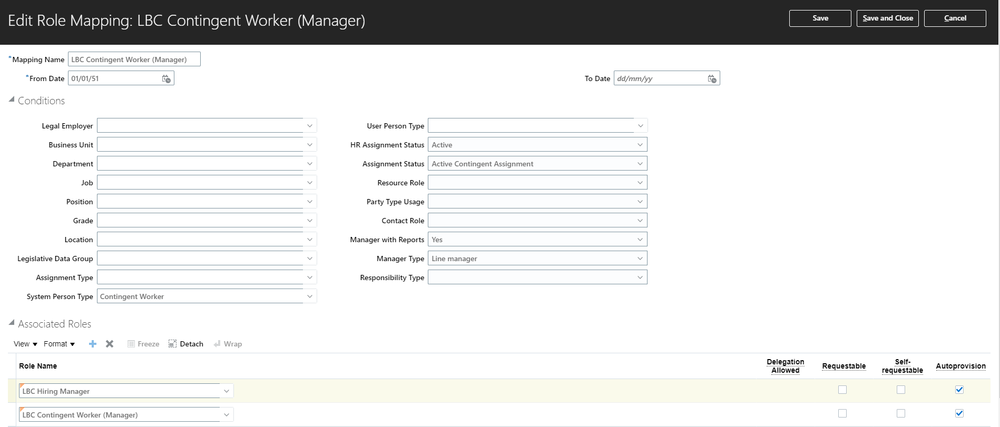 Edit Role Mapping: LBC Contingent Worker (Manager)
Save
Save and Close
Cancel
*Mapping Name LBC Contingent Worker (Manager)
*From Date 01/01/51
To Date dd/mm/yy
Conditions
Legal Employer
Business Unit
Department
Job
Position
Grade
Location
Legislative Data Group
Assignment Type
System Person Type Contingent Worker
User Person Type
HR Assignment Status Active
Assignment Status Active Contingent Assignment
Resource Role
Party Type Usage
Contact Role
Manager with Reports Yes
Manager Type Line manager
Responsibility Type
Associated Roles
View Format Freeze Detach Wrap
Role Name
Delegation
Allowed
Requestable
Self-
requestable
Autoprovision
LBC Hiring Manager
LBC Contingent Worker (Manager)